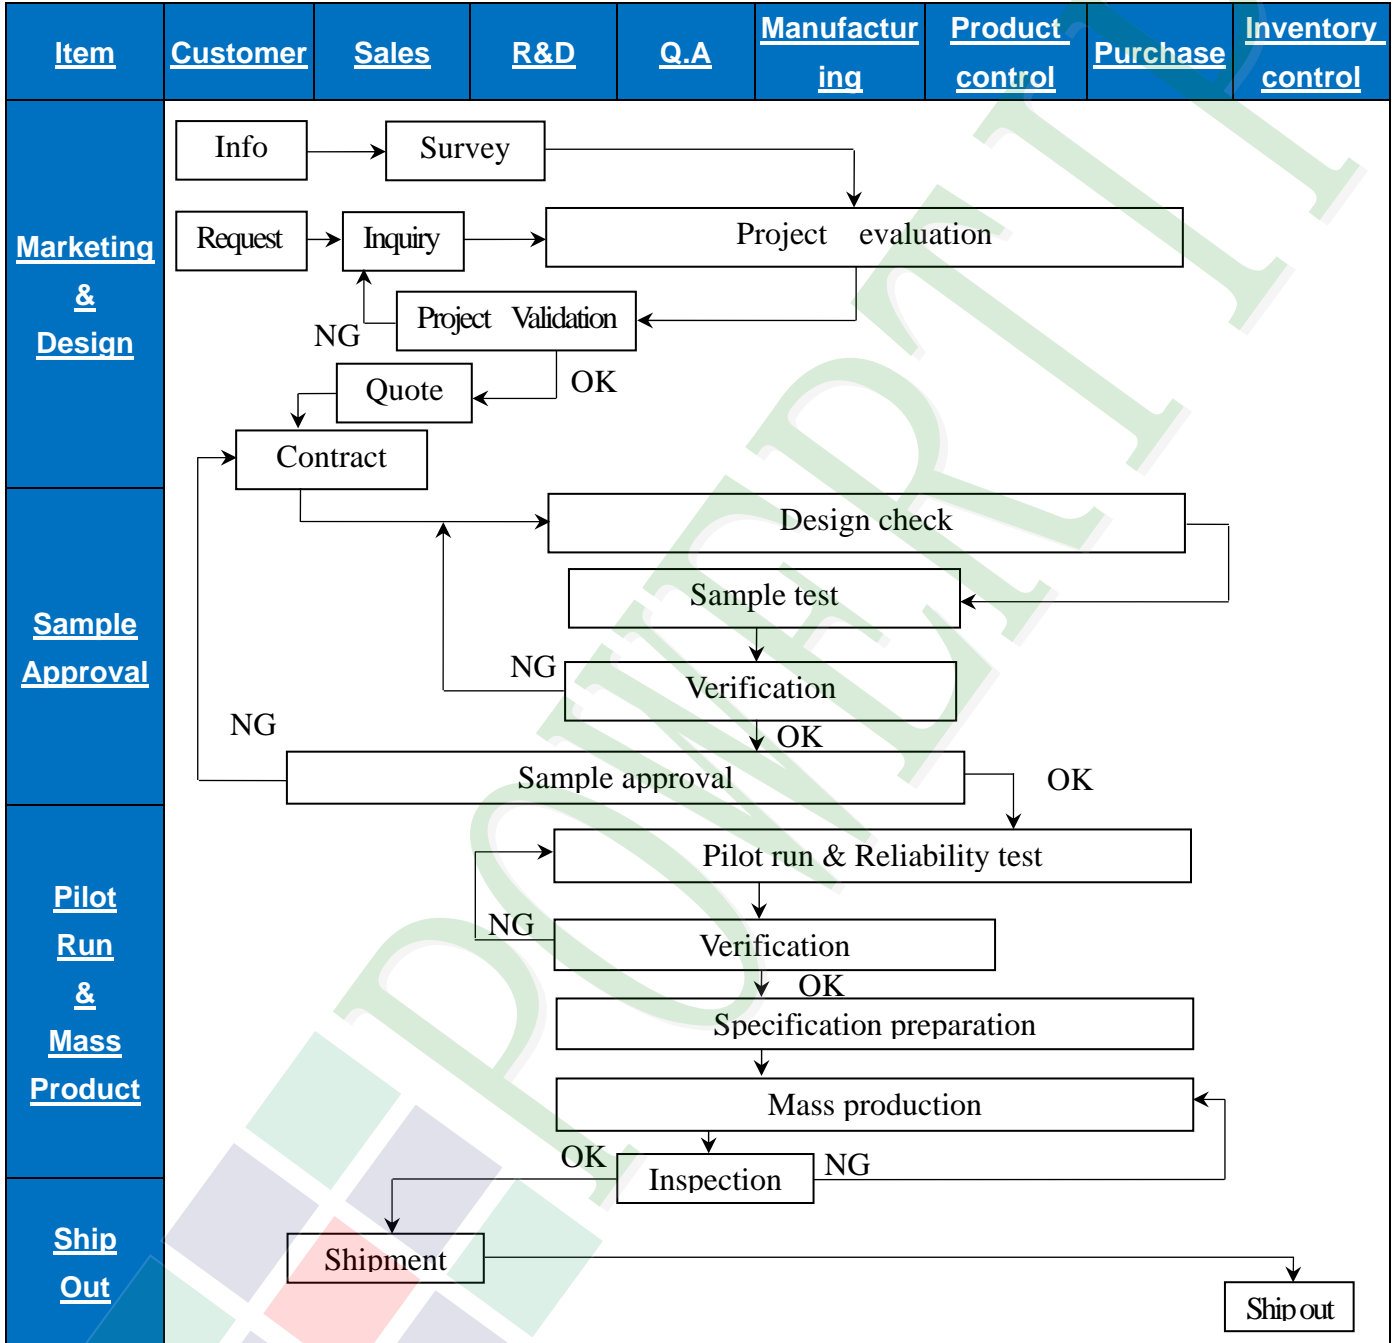 Item
Customer
Sales
R&D
Q.A
Manufactur
ing
Product
control
Purchase
Inventory
control
Marketing
&
Design
Info
Survey
Request
Inquiry
Project evaluation
Project Validation
NG
OK
Quote
Contract
Sample
Approval
Design check
Sample test
NG
Verification
NG
OK
Sample approval
OK
Pilot
Run
&
Mass
Product
Pilot run & Reliability test
NG
Verification
OK
Specification preparation
Mass production
OK
Inspection
NG
Ship
Out
Shipment
Ship out
POWERTIP